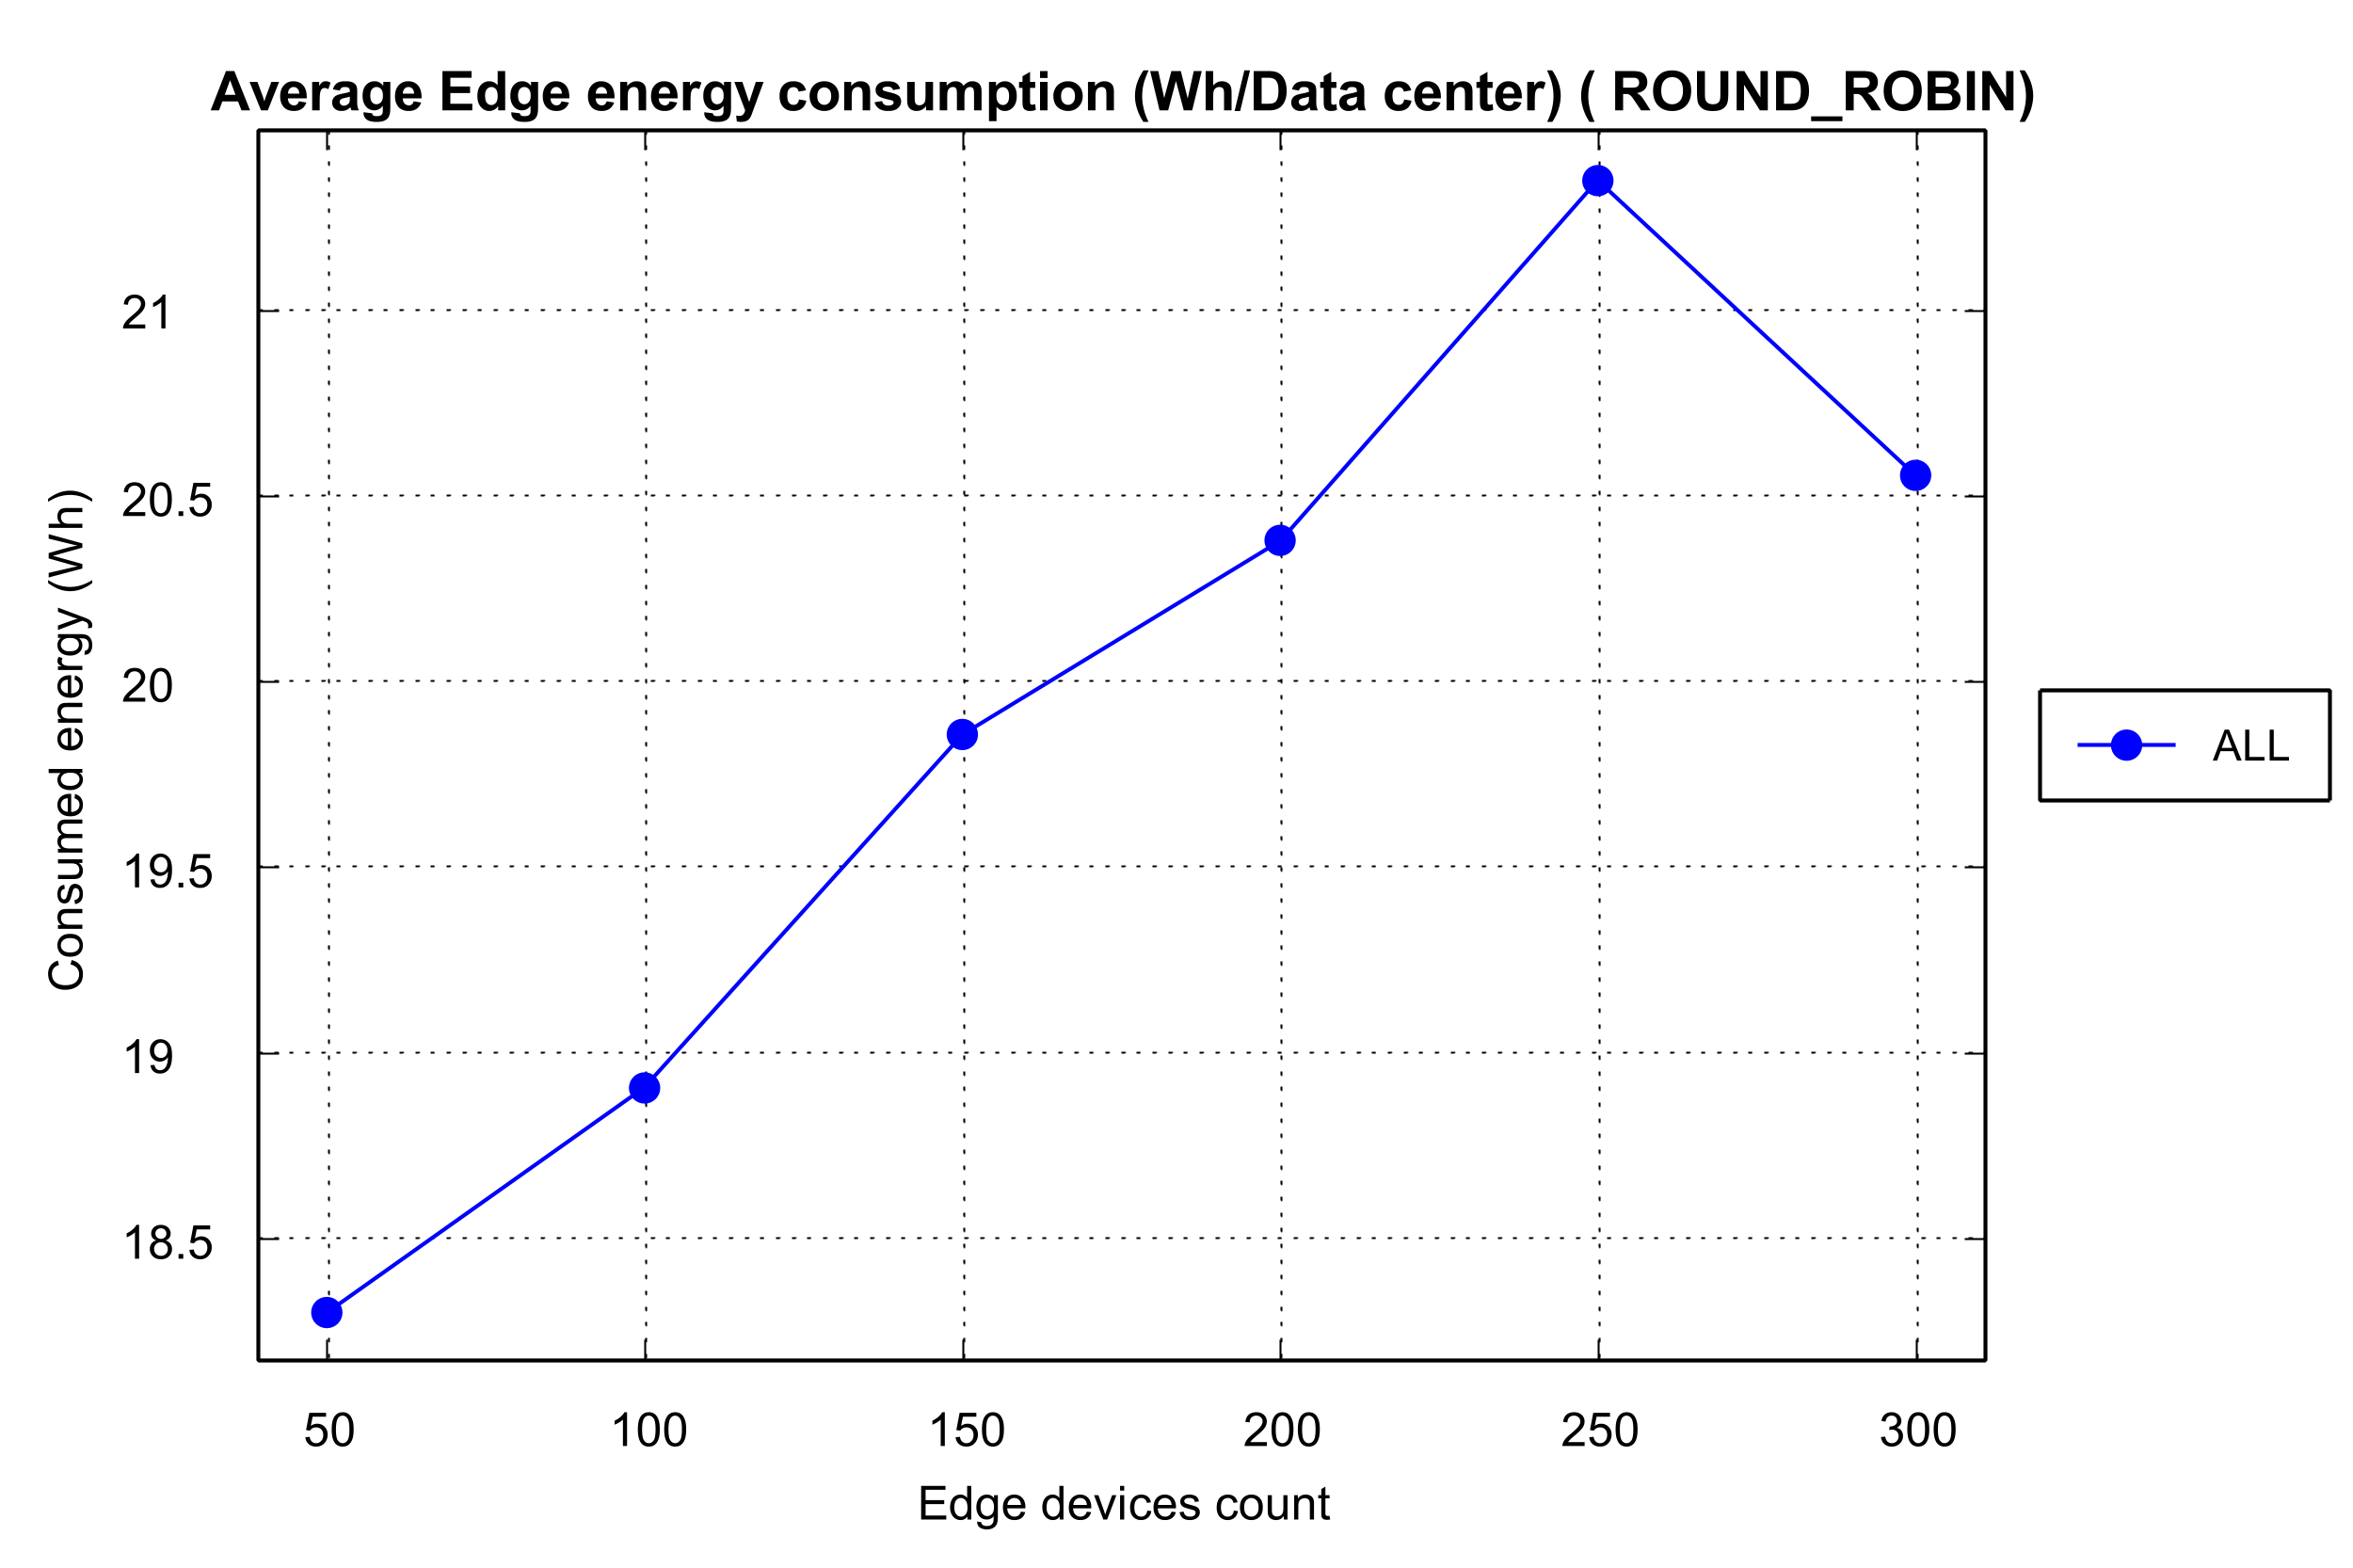 Average Edge energy consumption (Wh/Data center) ( ROUND_ROBIN)
Consumed energy (Wh)
21
20.5
20
19.5
19
18.5
50 100 150 200 250 300
Edge devices count
ALL